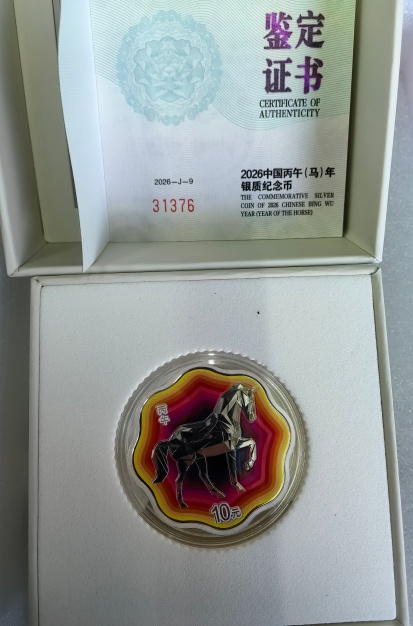 鉴定
证书
CERTIFICATE OF
AUTHENTICITY
2026-J-9
31376
2026中国丙午(马)年
银质纪念币
THE COMMEMORATIVE SILVER
COIN OF 2026 CHINESE BING WU
YEAR (YEAR OF THE HORSE)
丙午
10元